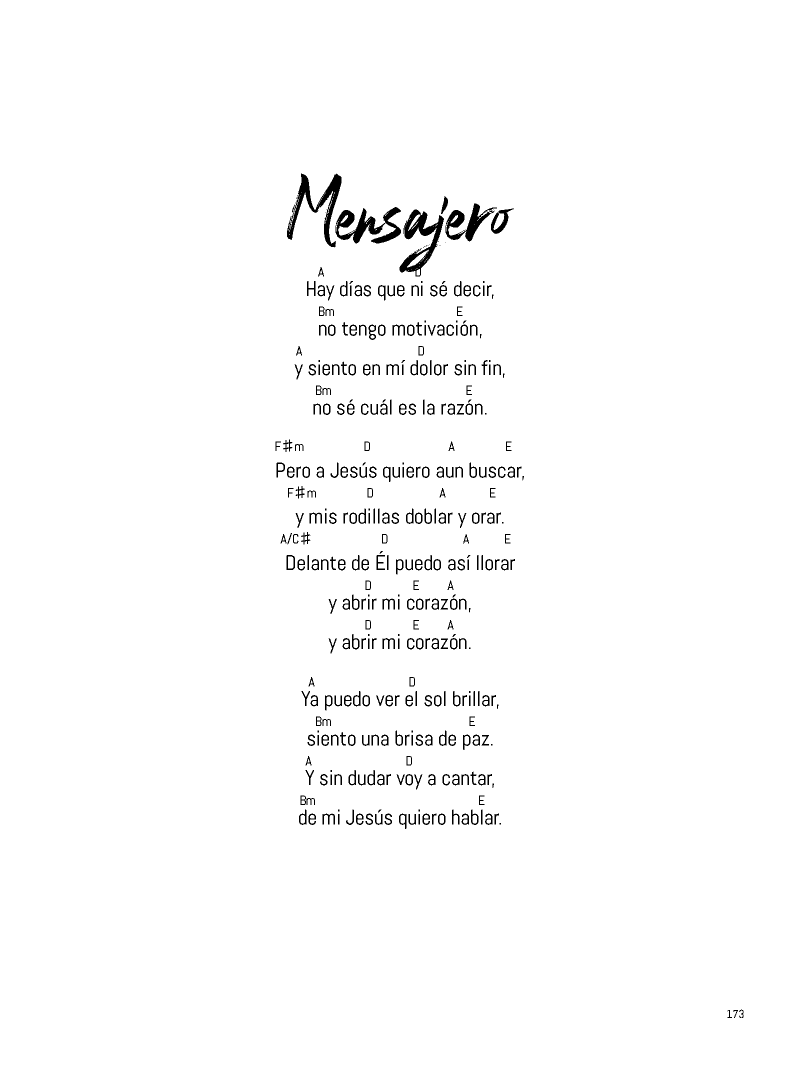 Mensajero
A D
Hay días que ni sé decir,
Bm E
no tengo motivación,
A D
y siento en mí dolor sin fin,
Bm E
no sé cuál es la razón.
F♯m D A E
Pero a Jesús quiero aun buscar,
F♯m D A E
y mis rodillas doblar y orar.
A/C♯ D A E
Delante de Él puedo así llorar
D E A
y abrir mi corazón,
D E A
y abrir mi corazón.
A D
Ya puedo ver el sol brillar,
Bm E
siento una brisa de paz.
A D
Y sin dudar voy a cantar,
Bm E
de mi Jesús quiero hablar.
173